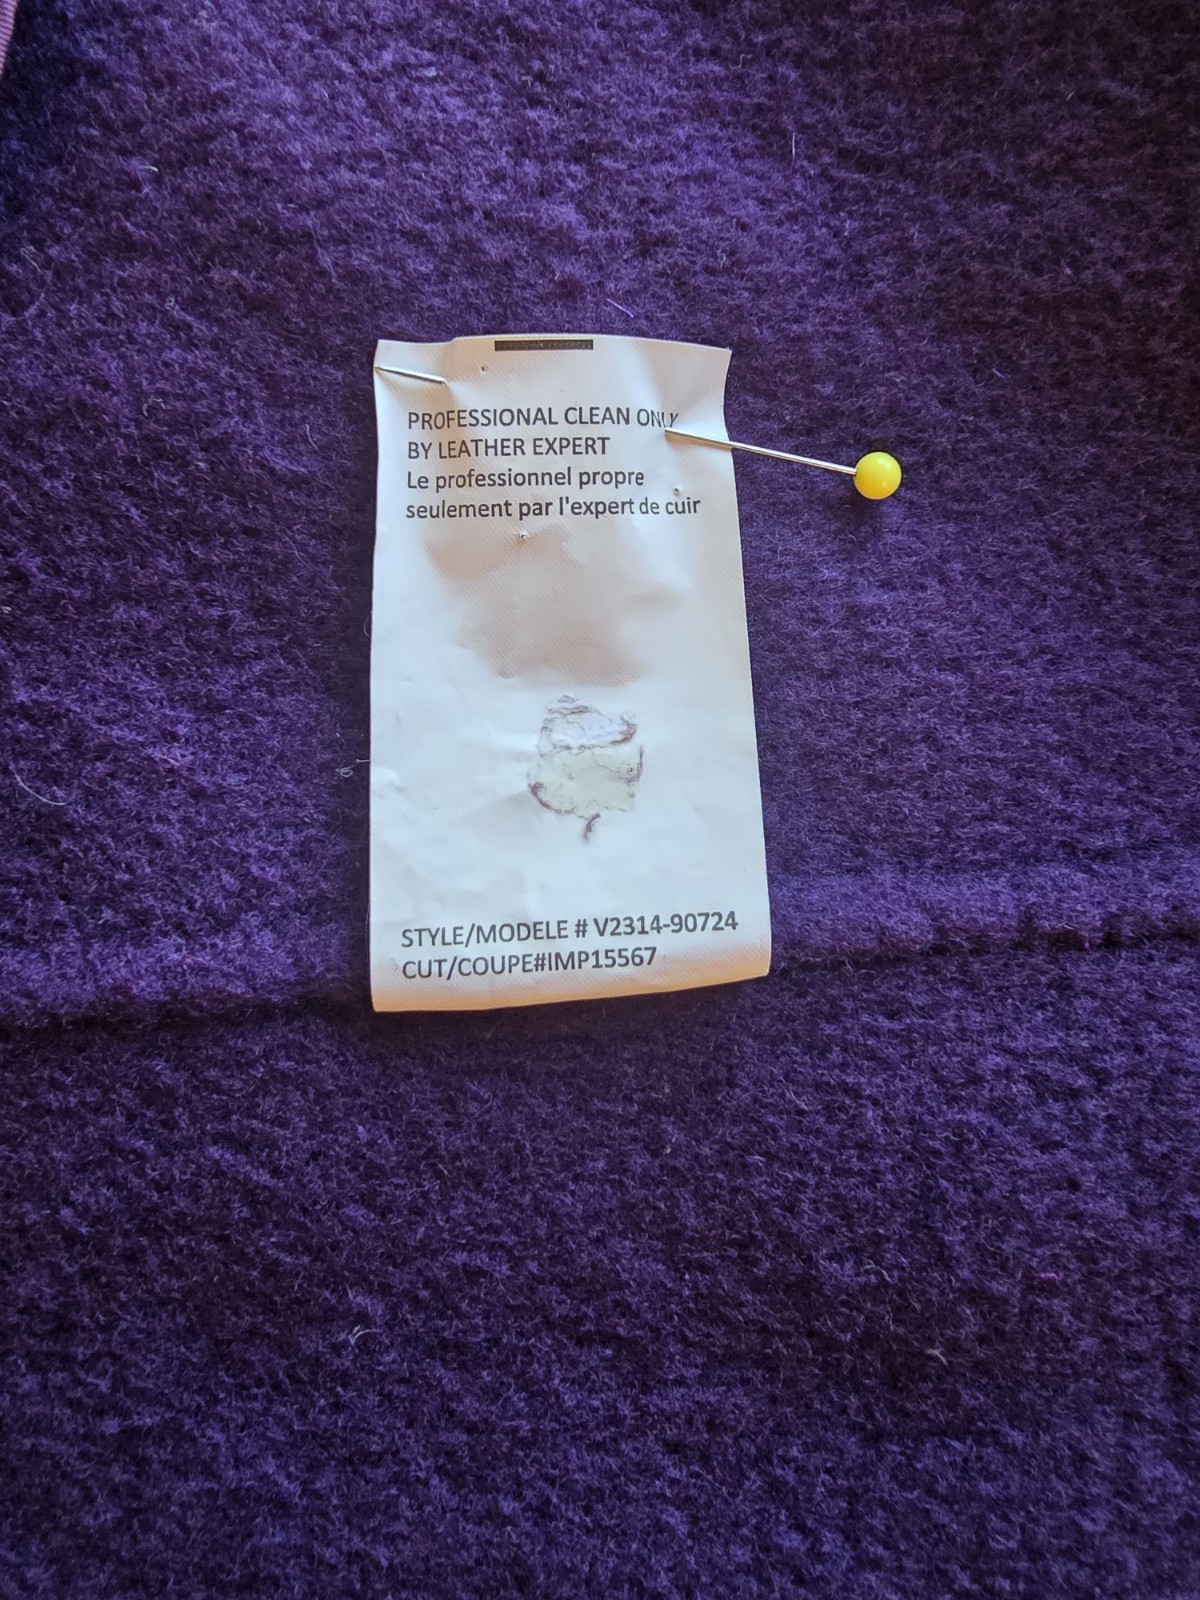 PROFESSIONAL CLEAN ONLY
BY LEATHER EXPERT
Le professionnel propre
seulement par l'expert de cuir
STYLE/MODELE # V2314-90724
CUT/COUPE#IMP15567